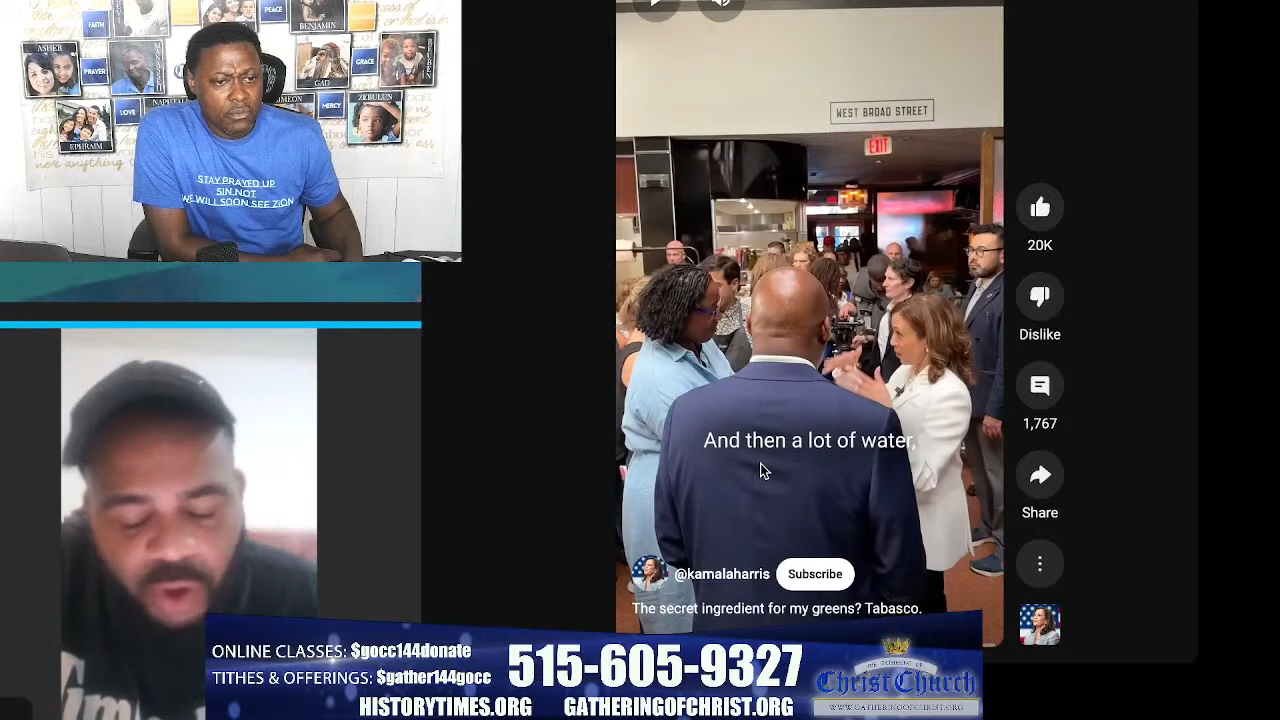 FAITH
PEACE
BENJAMIN
ASHER
PRAYER
GRACE
GAD
LOVE
SIMEON
MERCY
ZEBULUN
EPHRAIM
STAY PRAYED UP
SIN NOT
WE WILL SOON SEE ZION
WEST BROAD STREET
EXIT
And then a lot of water,
@kamalaharris
Subscribe
The secret ingredient for my greens? Tabasco.
20K
Dislike
1,767
Share
ONLINE CLASSES: $gocc144donate
TITHES & OFFERINGS: $gather144gocc
515-605-9327
HISTORYTIMES.ORG
GATHERINGOFCHRIST.ORG
THE GATHERING OF
Christ Church
WWW.GATHERINGOFCHRIST.ORG